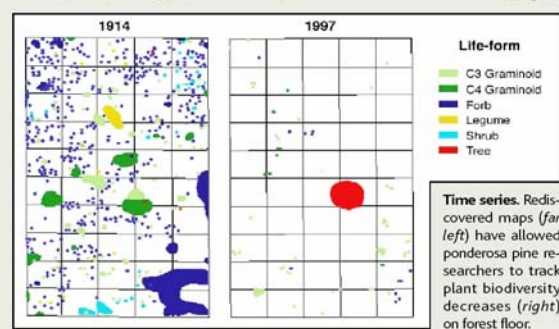 1914
1997
Life-form
C3 Graminoid
C4 Graminoid
Forb
Legume
Shrub
Tree
Time series. Redis-
covered maps (far
left) have allowed
ponderosa pine re-
searchers to track
plant biodiversity
decreases (right)
on forest floor.